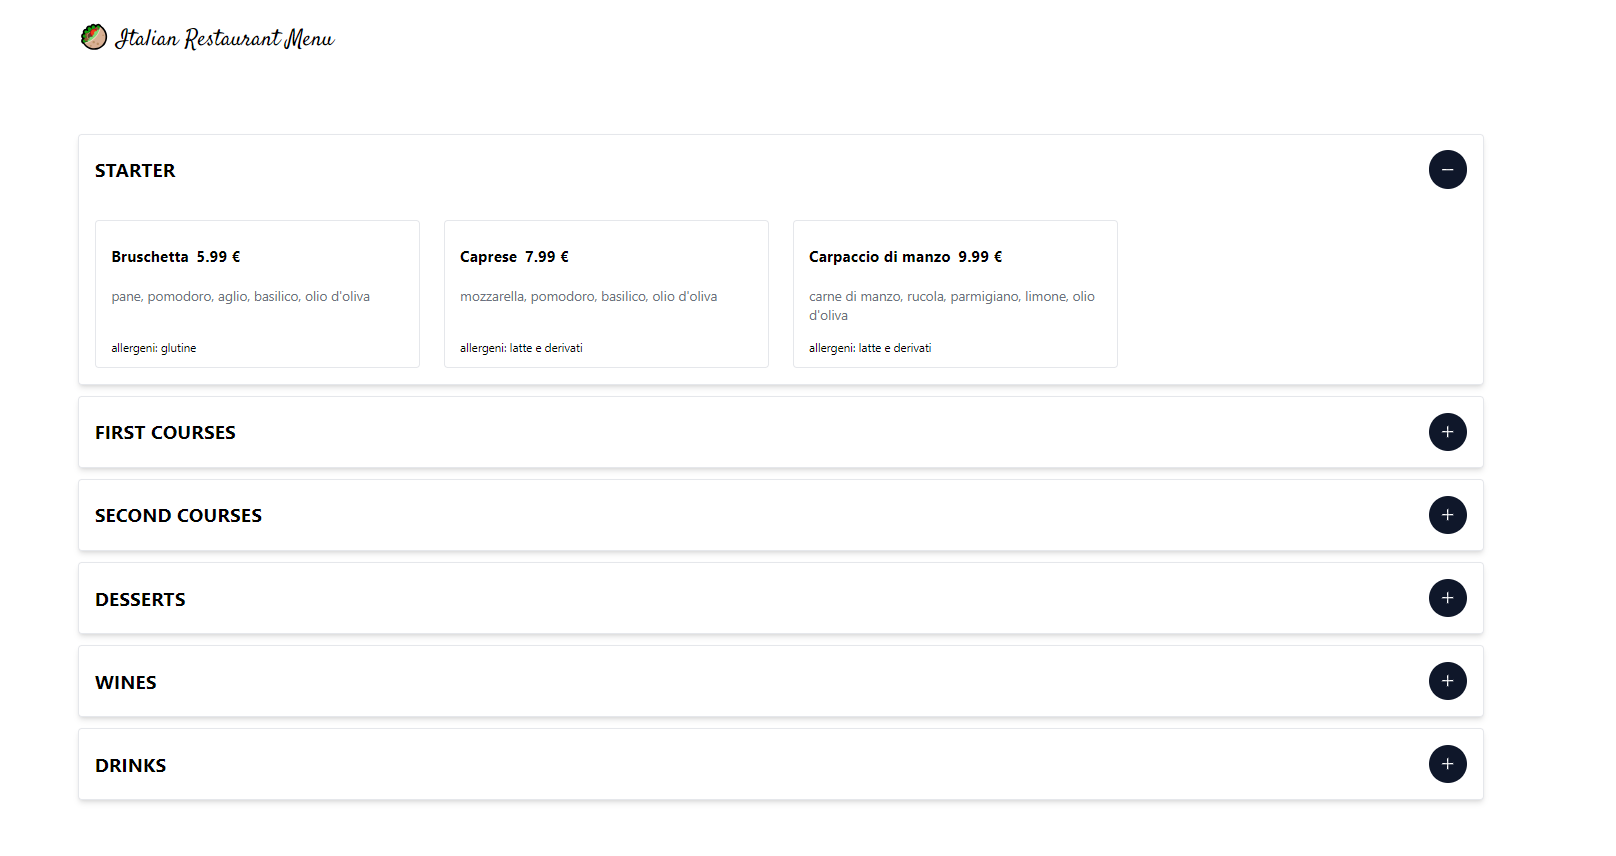 Italian Restaurant Menu
STARTER
Bruschetta 5.99 €
pane, pomodoro, aglio, basilico, olio d'oliva
allergeni: glutine
Caprese 7.99 €
mozzarella, pomodoro, basilico, olio d'oliva
allergeni: latte e derivati
Carpaccio di manzo 9.99 €
carne di manzo, rucola, parmigiano, limone, olio
d'oliva
allergeni: latte e derivati
FIRST COURSES
SECOND COURSES
DESSERTS
WINES
DRINKS